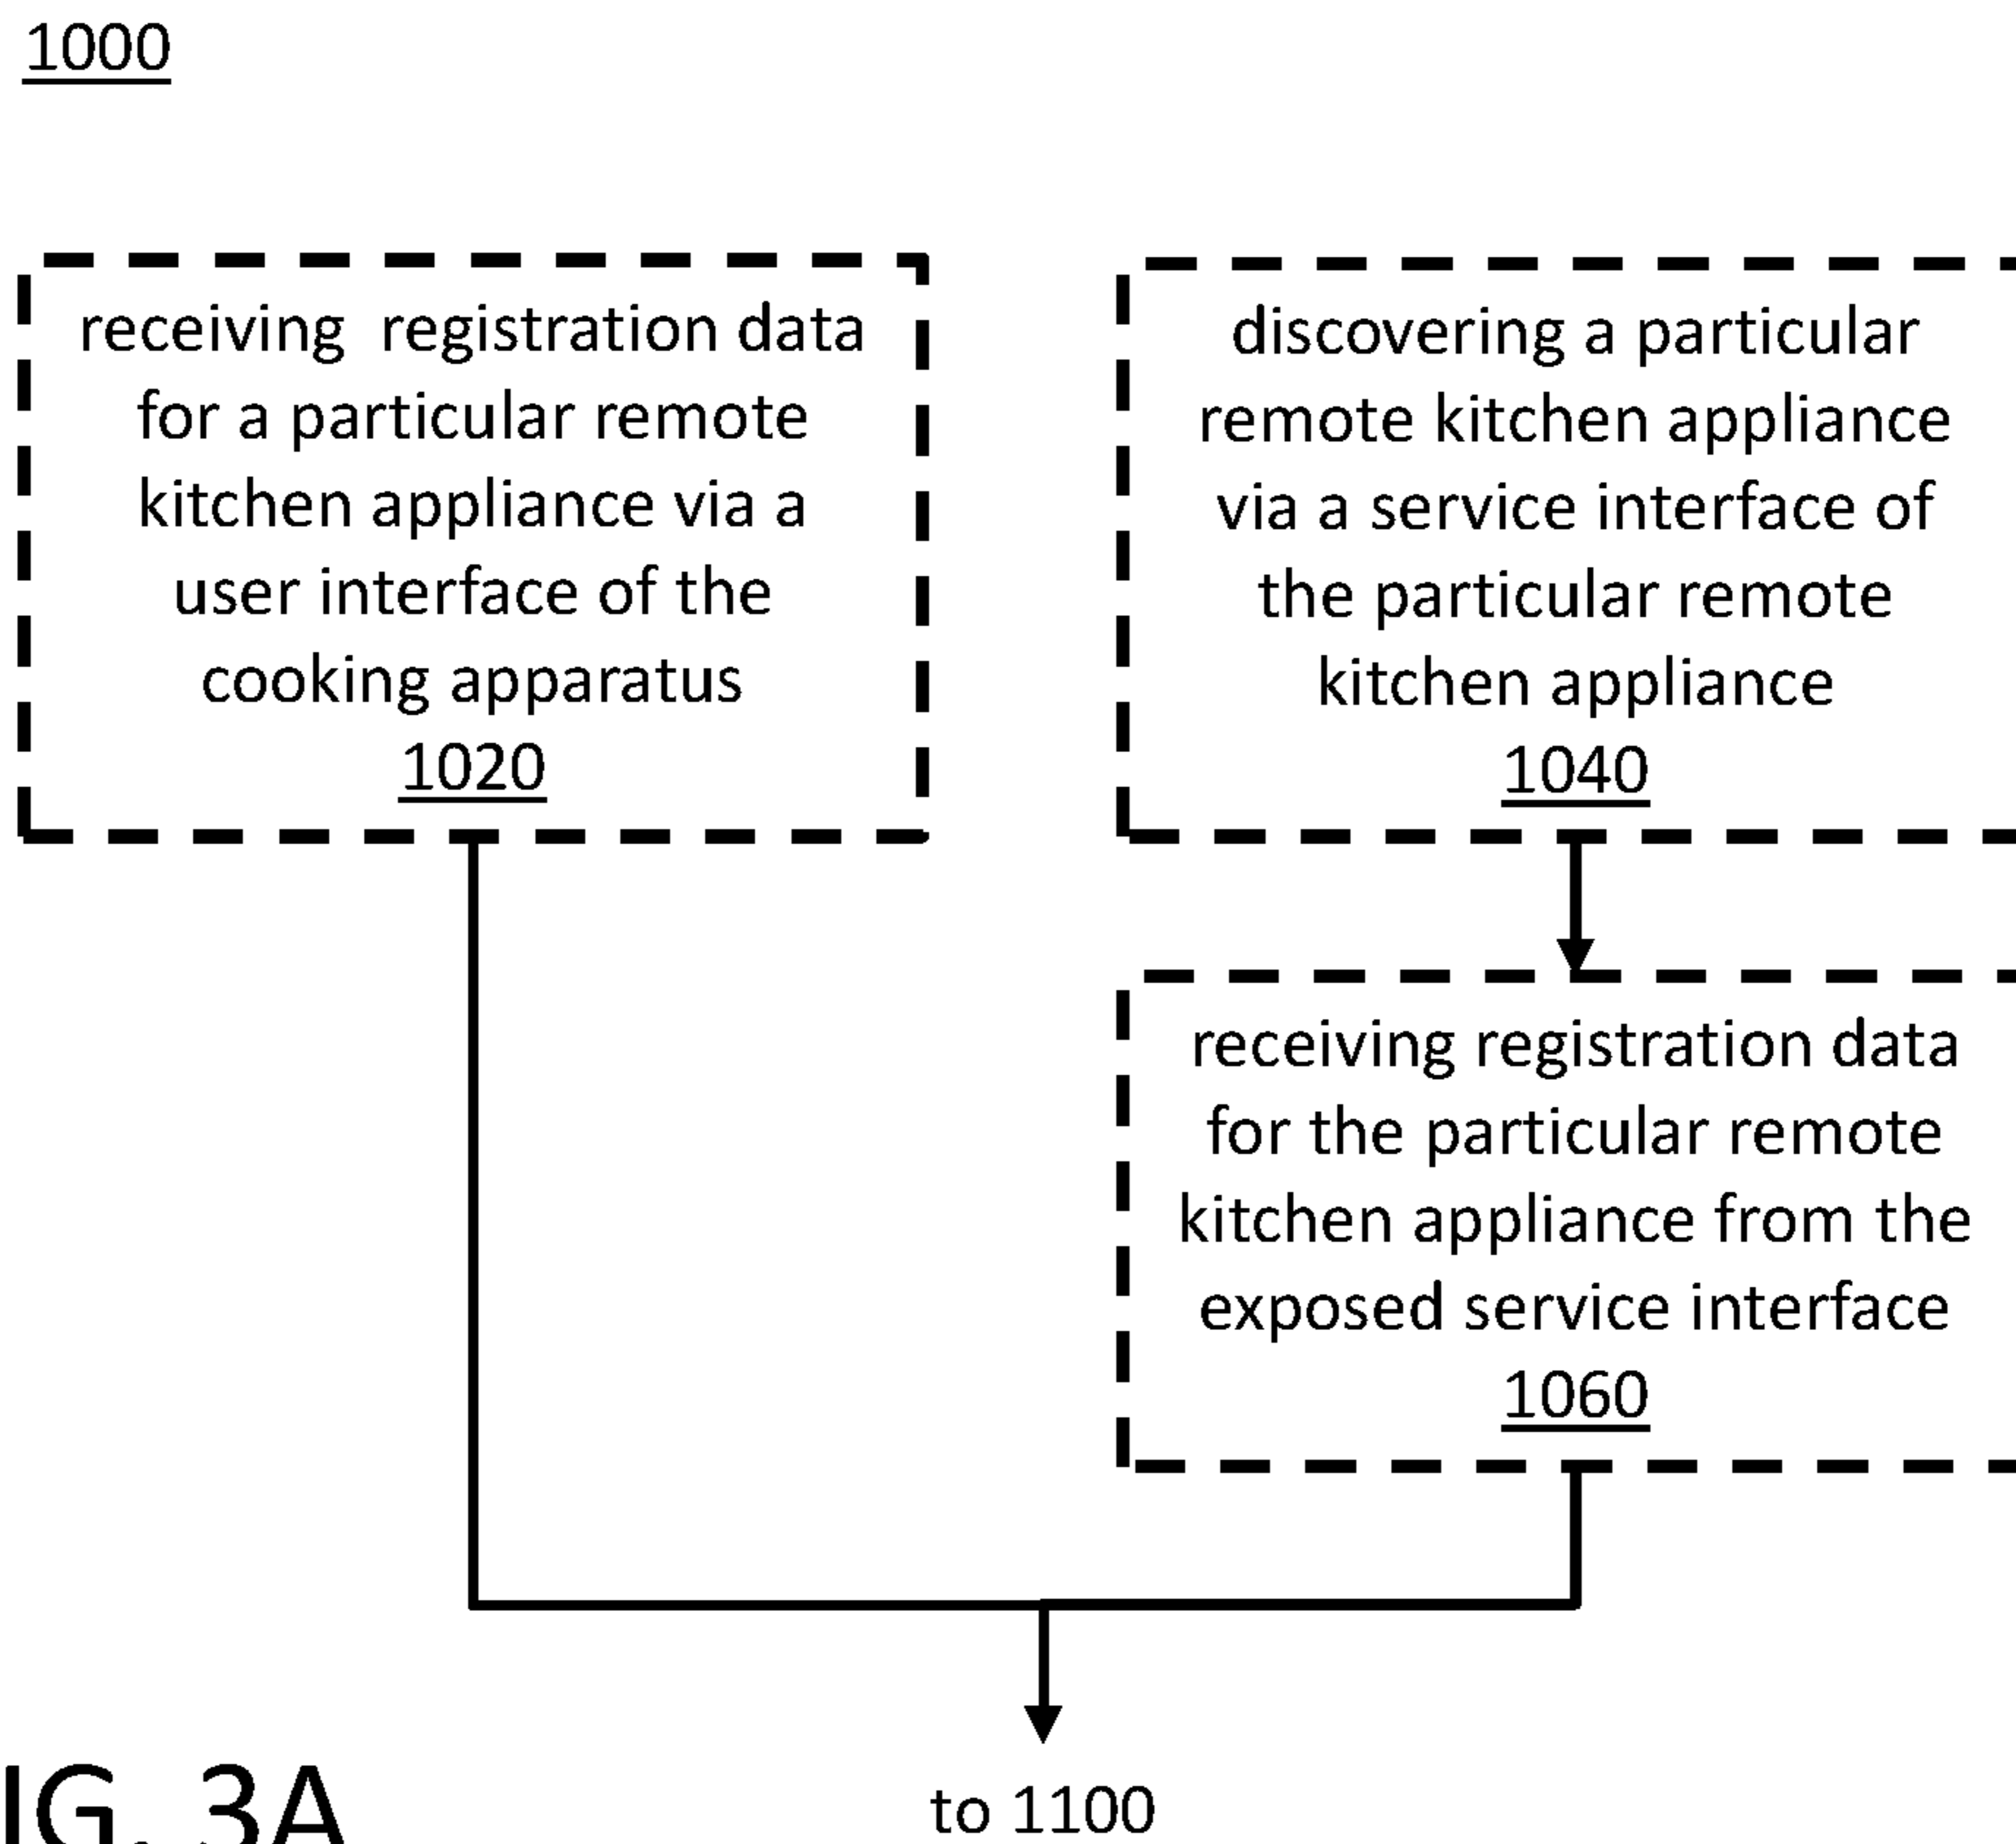 1000
receiving registration data
for a particular remote
kitchen appliance via a
user interface of the
cooking apparatus
1020
discovering a particular
remote kitchen appliance
via a service interface of
the particular remote
kitchen appliance
1040
receiving registration data
for the particular remote
kitchen appliance from the
exposed service interface
1060
to 1100
IG. 3A